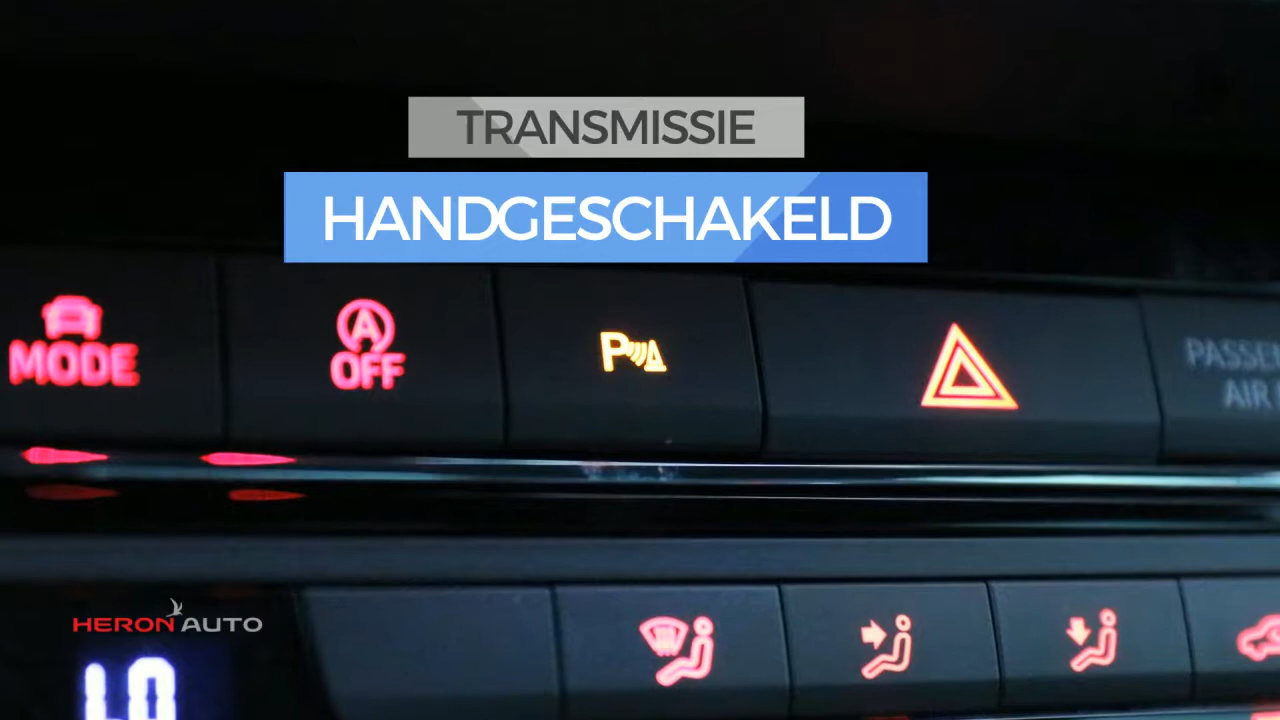 TRANSMISSIE
HANDGESCHAKELD
MODE
A
OFF
P
HERON AUTO
LO